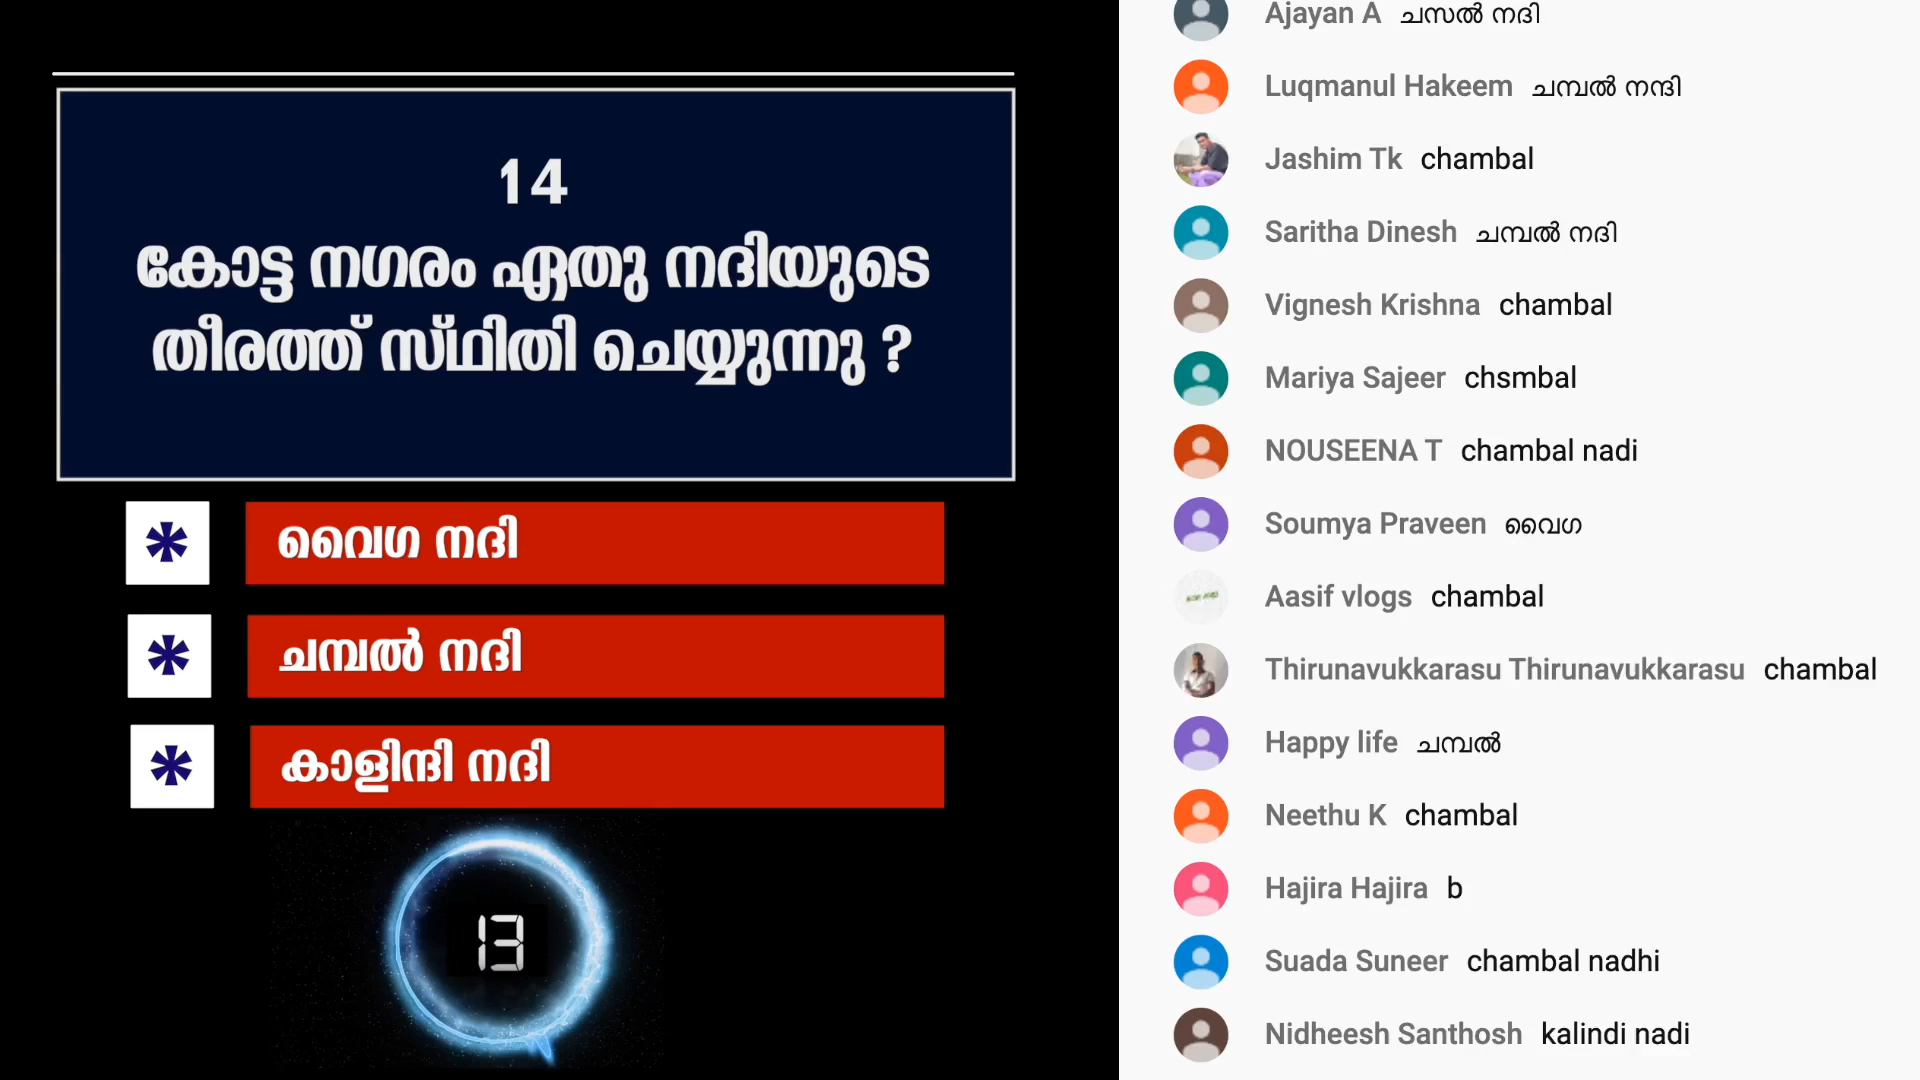 14
കോട്ട നഗരം ഏതു നദിയുടെ
തീരത്ത് സ്ഥിതി ചെയ്യുന്നു ?
* വൈഗ നദി
* ചമ്പൽ നദി
* കാളിന്ദി നദി
13
Ajayan A ചസൽ നദി
Luqmanul Hakeem ചമ്പൽ നന്ദി
Jashim Tk chambal
Saritha Dinesh ചമ്പൽ നദി
Vignesh Krishna chambal
Mariya Sajeer chsmbal
NOUSEENA T chambal nadi
Soumya Praveen വൈഗ
Aasif vlogs chambal
Thirunavukkarasu Thirunavukkarasu chambal
Happy life ചമ്പൽ
Neethu K chambal
Hajira Hajira b
Suada Suneer chambal nadhi
Nidheesh Santhosh kalindi nadi